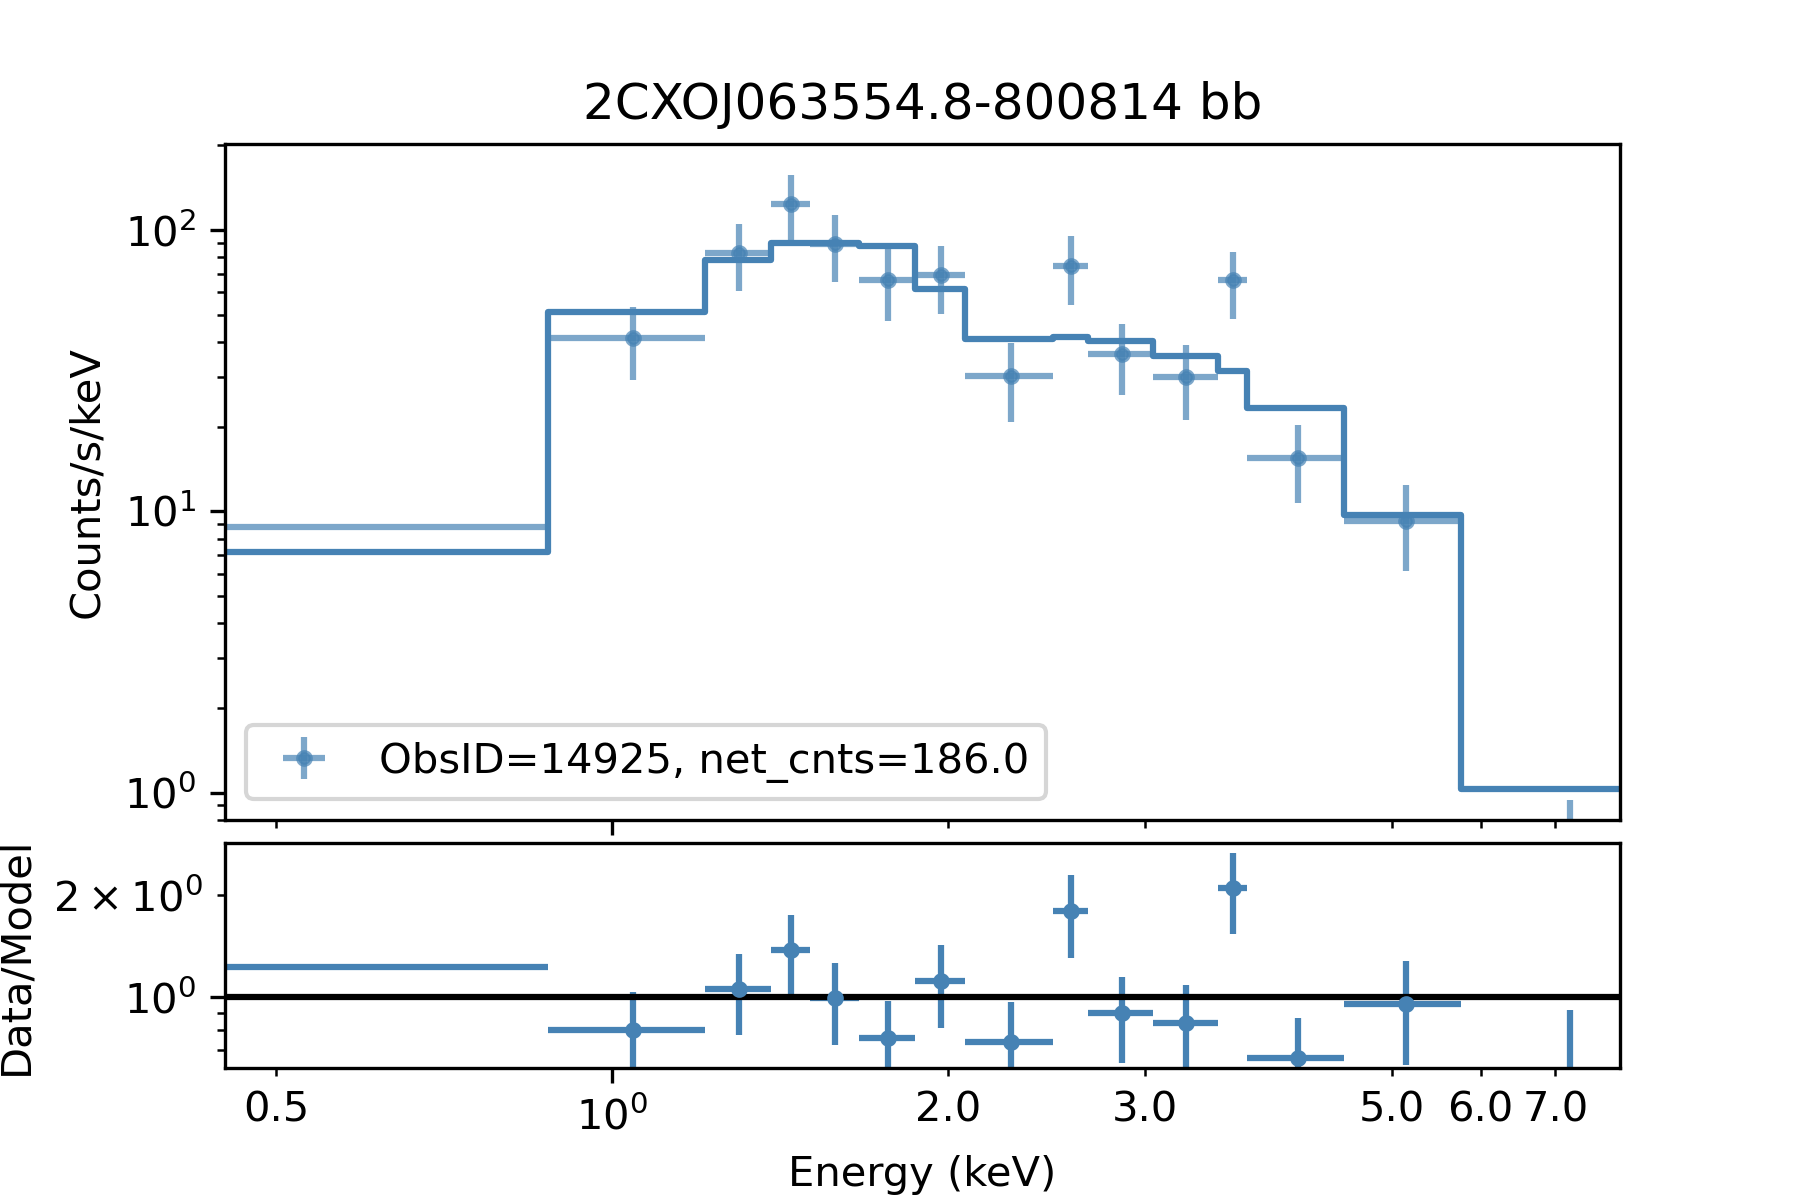 2CXOJ063554.8-800814 bb
Counts/s/keV
10²
10¹
10⁰
ObsID=14925, net_cnts=186.0
Data/Model
2 × 10⁰
10⁰
0.5 10⁰ 2.0 3.0 5.0 6.0 7.0
Energy (keV)